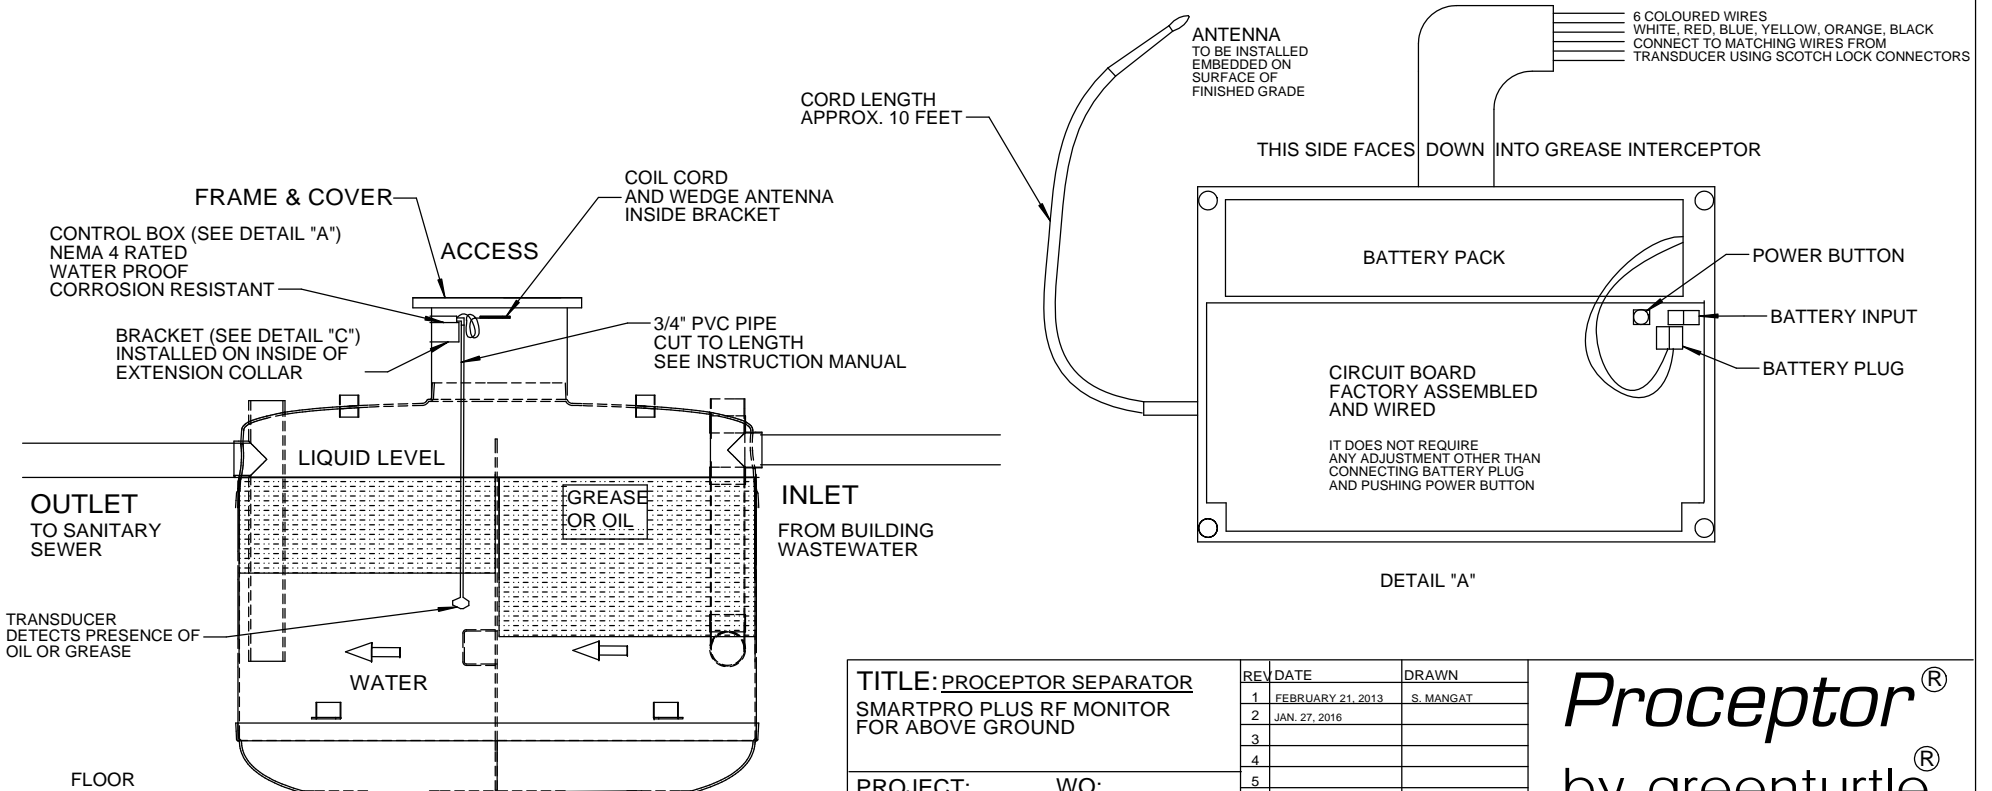 ANTENNA
TO BE INSTALLED
EMBEDDED ON
SURFACE OF
FINISHED GRADE
6 COLOURED WIRES
WHITE, RED, BLUE, YELLOW, ORANGE, BLACK
CONNECT TO MATCHING WIRES FROM
TRANSDUCER USING SCOTCH LOCK CONNECTORS
CORD LENGTH
APPROX. 10 FEET
THIS SIDE FACES DOWN INTO GREASE INTERCEPTOR
FRAME & COVER
COIL CORD
AND WEDGE ANTENNA
INSIDE BRACKET
CONTROL BOX (SEE DETAIL "A")
NEMA 4 RATED
WATER PROOF
CORROSION RESISTANT
ACCESS
BRACKET (SEE DETAIL "C")
INSTALLED ON INSIDE OF
EXTENSION COLLAR
3/4" PVC PIPE
CUT TO LENGTH
SEE INSTRUCTION MANUAL
BATTERY PACK
POWER BUTTON
BATTERY INPUT
BATTERY PLUG
CIRCUIT BOARD
FACTORY ASSEMBLED
AND WIRED
IT DOES NOT REQUIRE
ANY ADJUSTMENT OTHER THAN
CONNECTING BATTERY PLUG
AND PUSHING POWER BUTTON
DETAIL "A"
LIQUID LEVEL
OUTLET
TO SANITARY
SEWER
GREASE
OR OIL
INLET
FROM BUILDING
WASTEWATER
TRANSDUCER
DETECTS PRESENCE OF
OIL OR GREASE
WATER
FLOOR
TITLE: PROCEPTOR SEPARATOR
SMARTPRO PLUS RF MONITOR
FOR ABOVE GROUND
PROJECT: WO:
REV DATE DRAWN
1 FEBRUARY 21, 2013 S. MANGAT
2 JAN. 27, 2016
3
4
5
Proceptor®
by greenturtle®